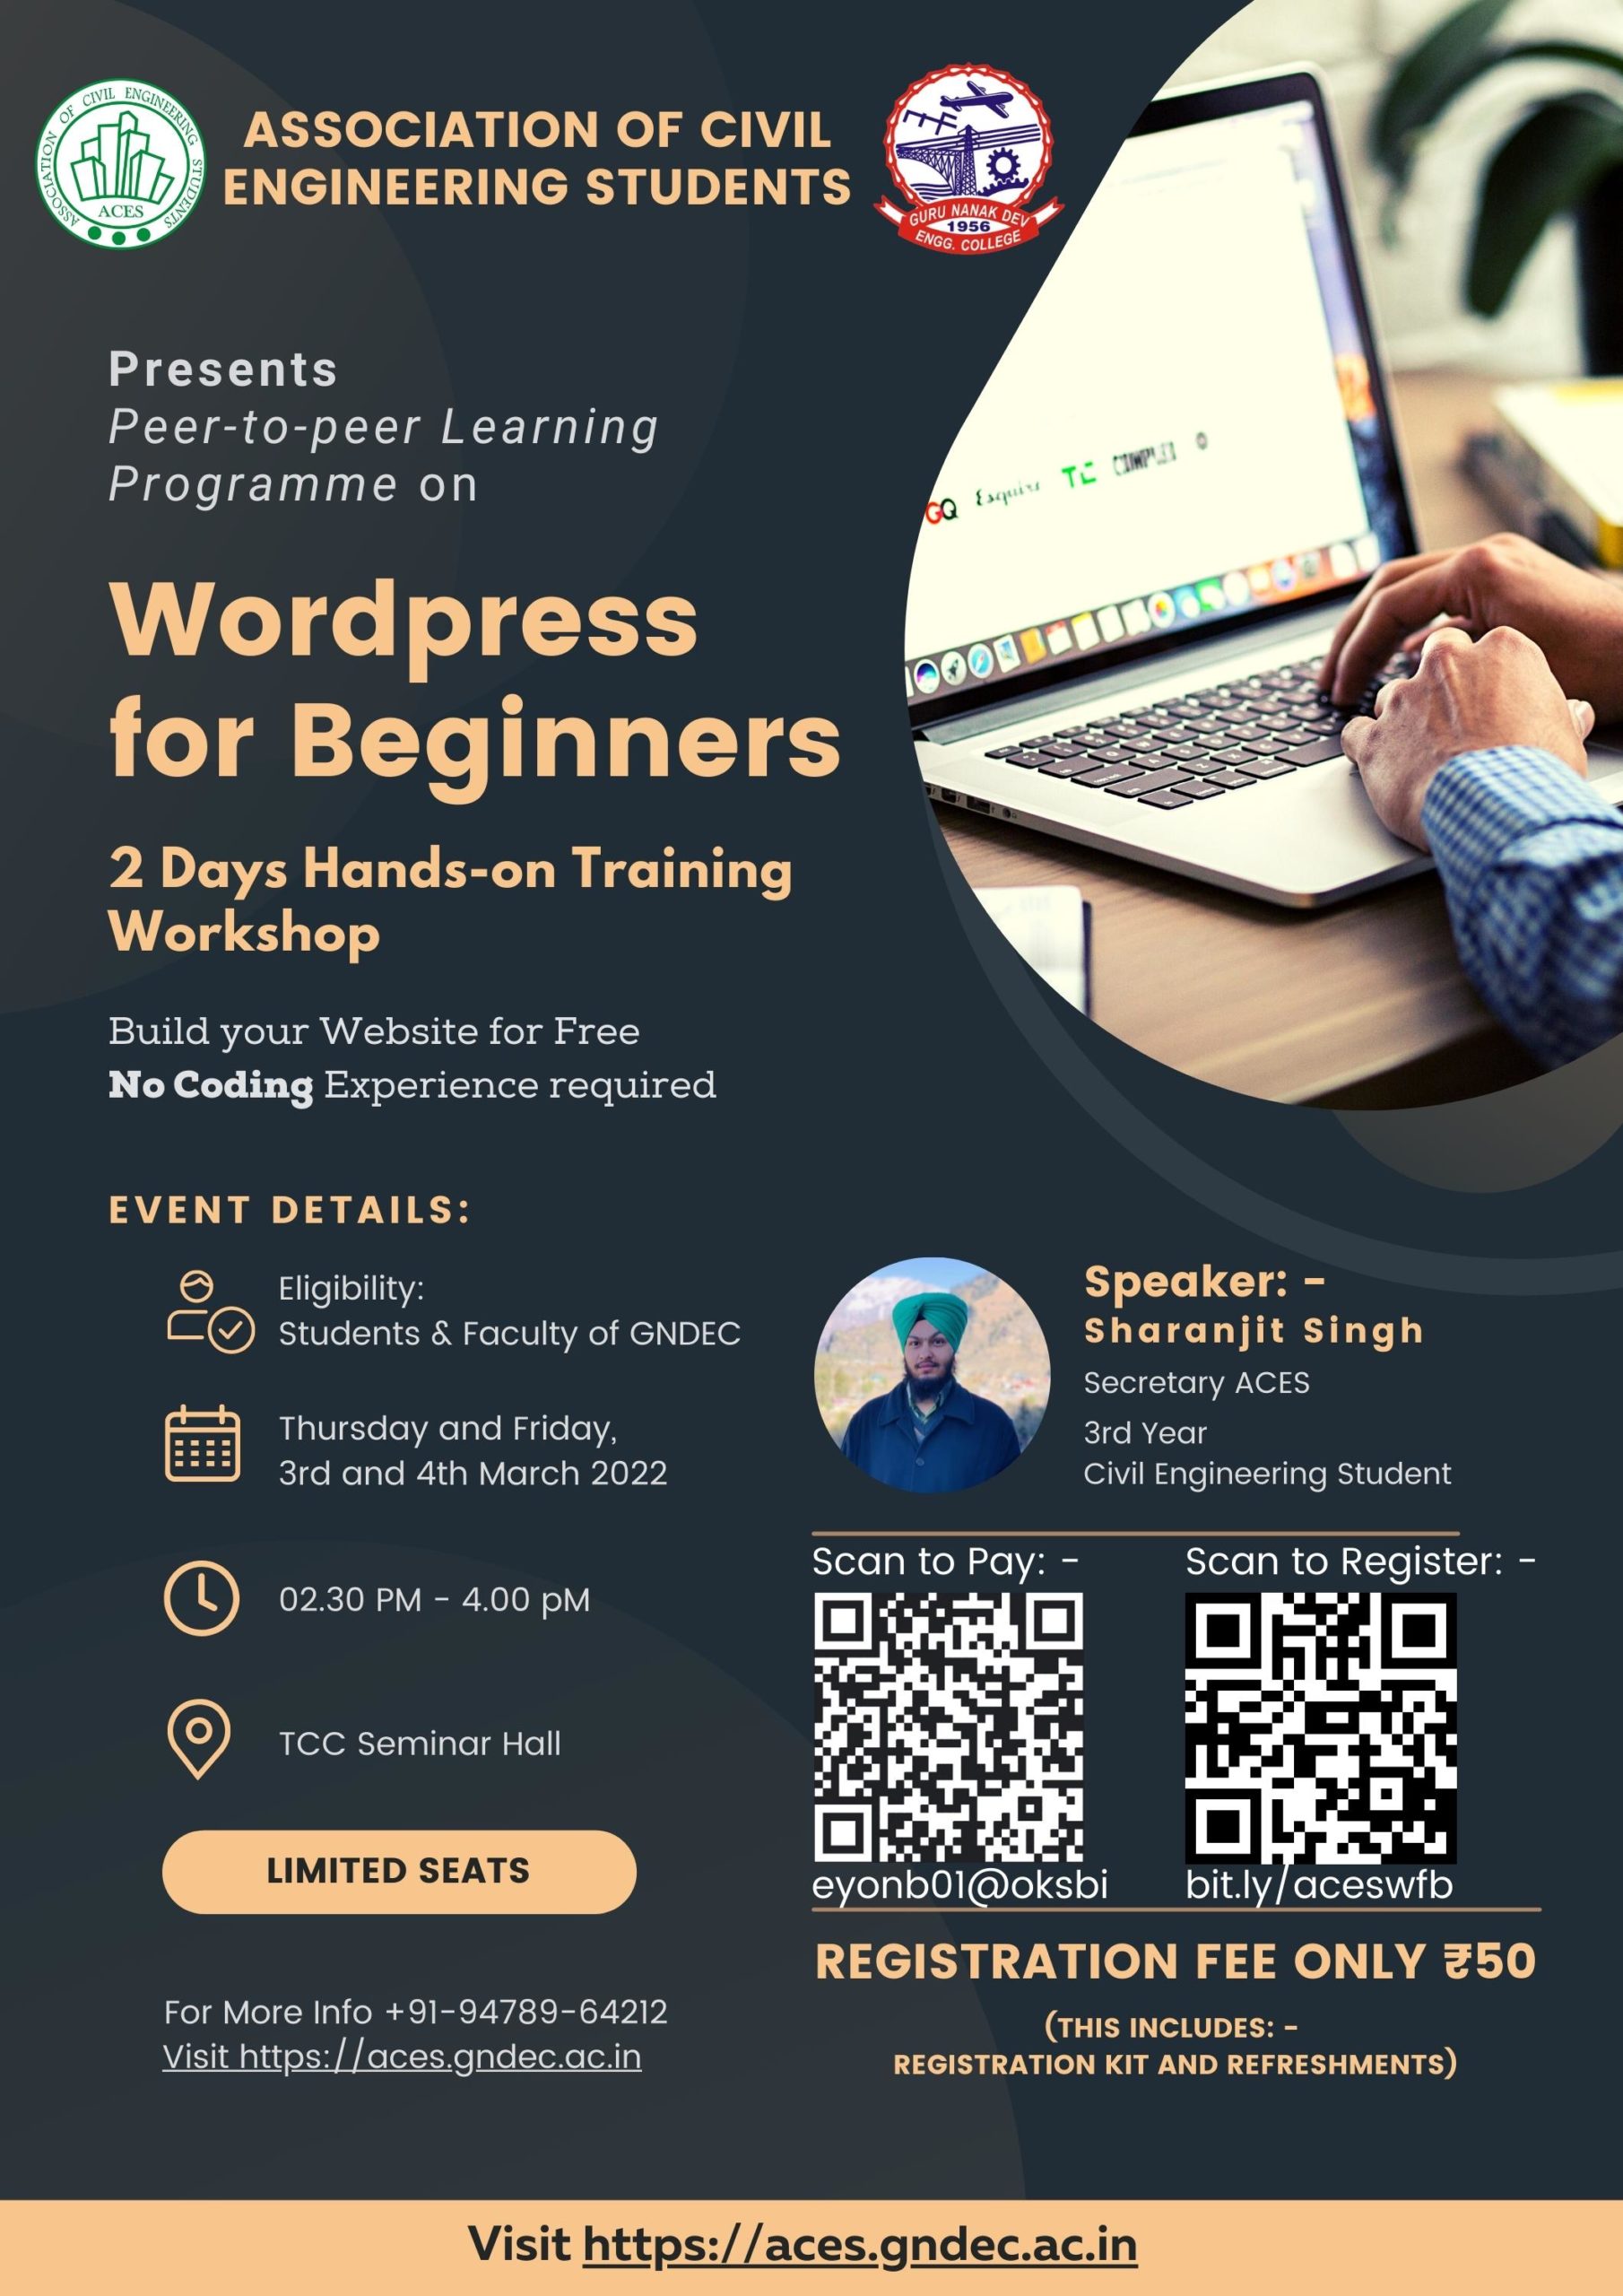 ASSOCIATION OF CIVIL ENGINEERING STUDENTS
ACES
ASSOCIATION OF CIVIL
ENGINEERING STUDENTS
GURU NANAK DEV
1956
ENGG. COLLEGE
GQ Esquire TC
Presents
Peer-to-peer Learning
Programme on
Wordpress
for Beginners
2 Days Hands-on Training
Workshop
Build your Website for Free
No Coding Experience required
EVENT DETAILS:
Eligibility:
Students & Faculty of GNDEC
Thursday and Friday,
3rd and 4th March 2022
02.30 PM - 4.00 pM
TCC Seminar Hall
LIMITED SEATS
For More Info +91-94789-64212
Visit https://aces.gndec.ac.in
Speaker: -
Sharanjit Singh
Secretary ACES
3rd Year
Civil Engineering Student
Scan to Pay: -
eyonb01@oksbi
Scan to Register: -
bit.ly/aceswfb
REGISTRATION FEE ONLY ₹50
(THIS INCLUDES: -
REGISTRATION KIT AND REFRESHMENTS)
Visit https://aces.gndec.ac.in